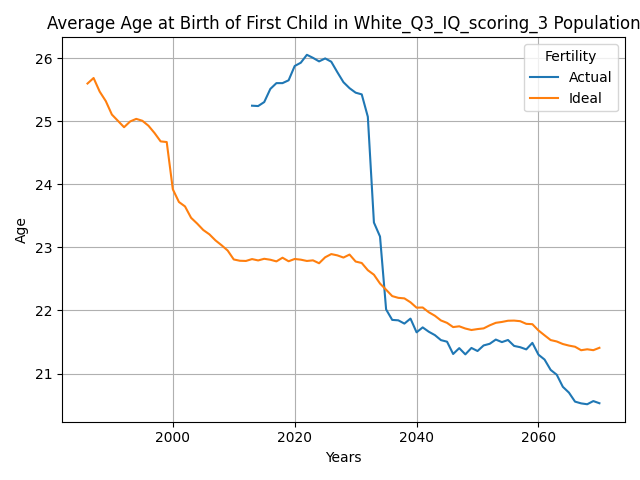 Average Age at Birth of First Child in White_Q3_IQ_scoring_3 Population
Fertility
Actual
Ideal
Age
26
25
24
23
22
21
2000
2020
2040
2060
Years